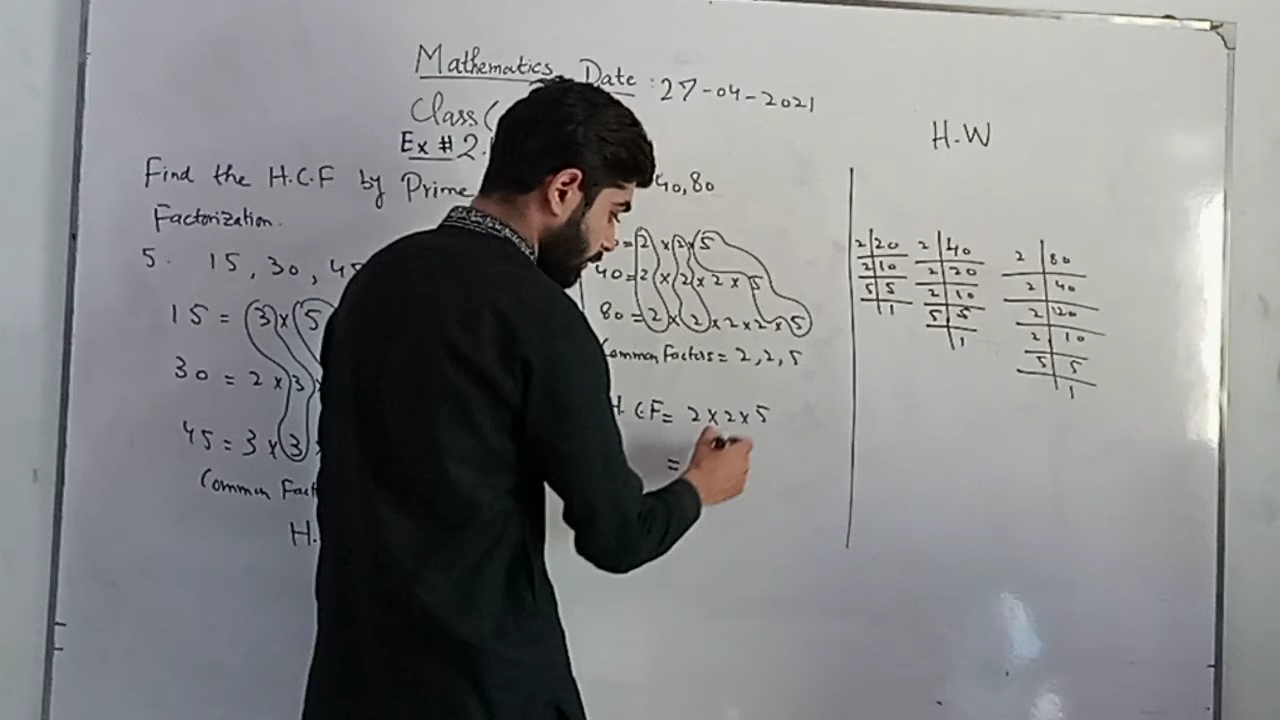 Mathematics Date : 27-04-2021
Class (
Ex # 2.
Find the H.C.F by Prime
Factorization.
5. 15, 30, 45
15 = 3 × 5
30 = 2 × 3 ×
45 = 3 × 3 ×
Common Fact
H.
40, 80
0 = 2 × 2 × 5
40 = 2 × 2 × 2 × 5
80 = 2 × 2 × 2 × 2 × 5
Common Factors = 2, 2, 5
H.C.F = 2 × 2 × 5
=
H.W
2 20
2 10
5 5
1
2 40
2 20
2 10
5 5
1
2 80
2 40
2 120
2 10
5 5
1